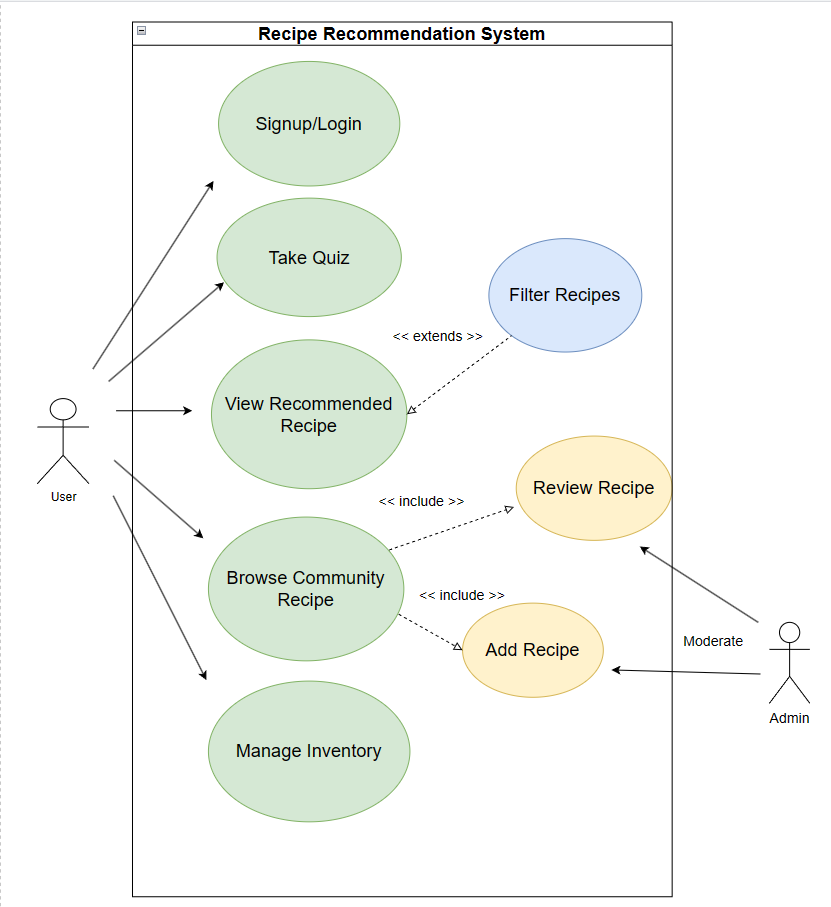 Recipe Recommendation System
Signup/Login
Take Quiz
Filter Recipes
<< extends >>
View Recommended
Recipe
Review Recipe
<< include >>
User
Browse Community
Recipe
<< include >>
Add Recipe
Moderate
Admin
Manage Inventory